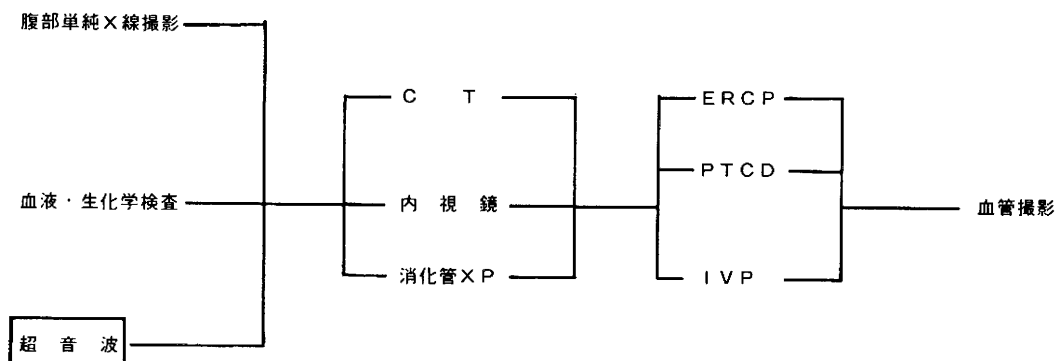 腹部単純X線撮影
血液・生化学検査
超音波
CT
内視鏡
消化管XP
ERCP
PTCD
IVP
血管撮影